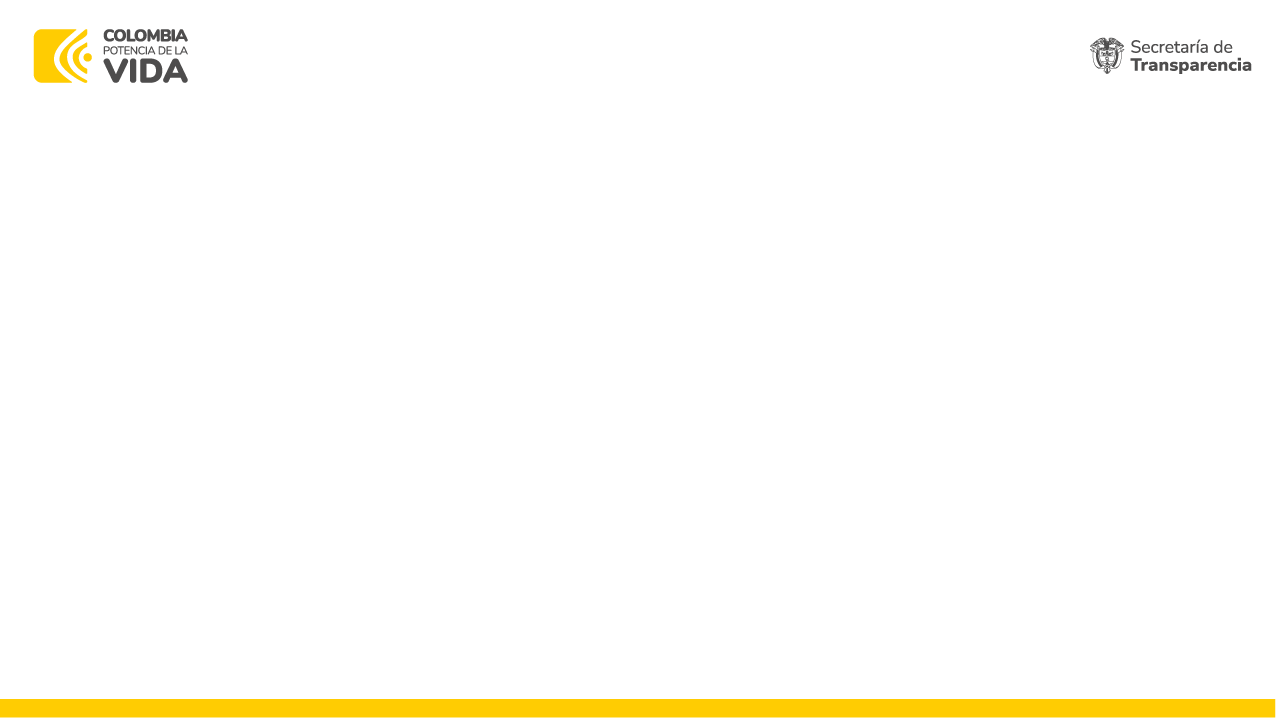 COLOMBIA
POTENCIA DE LA
VIDA
Secretaría de
Transparencia